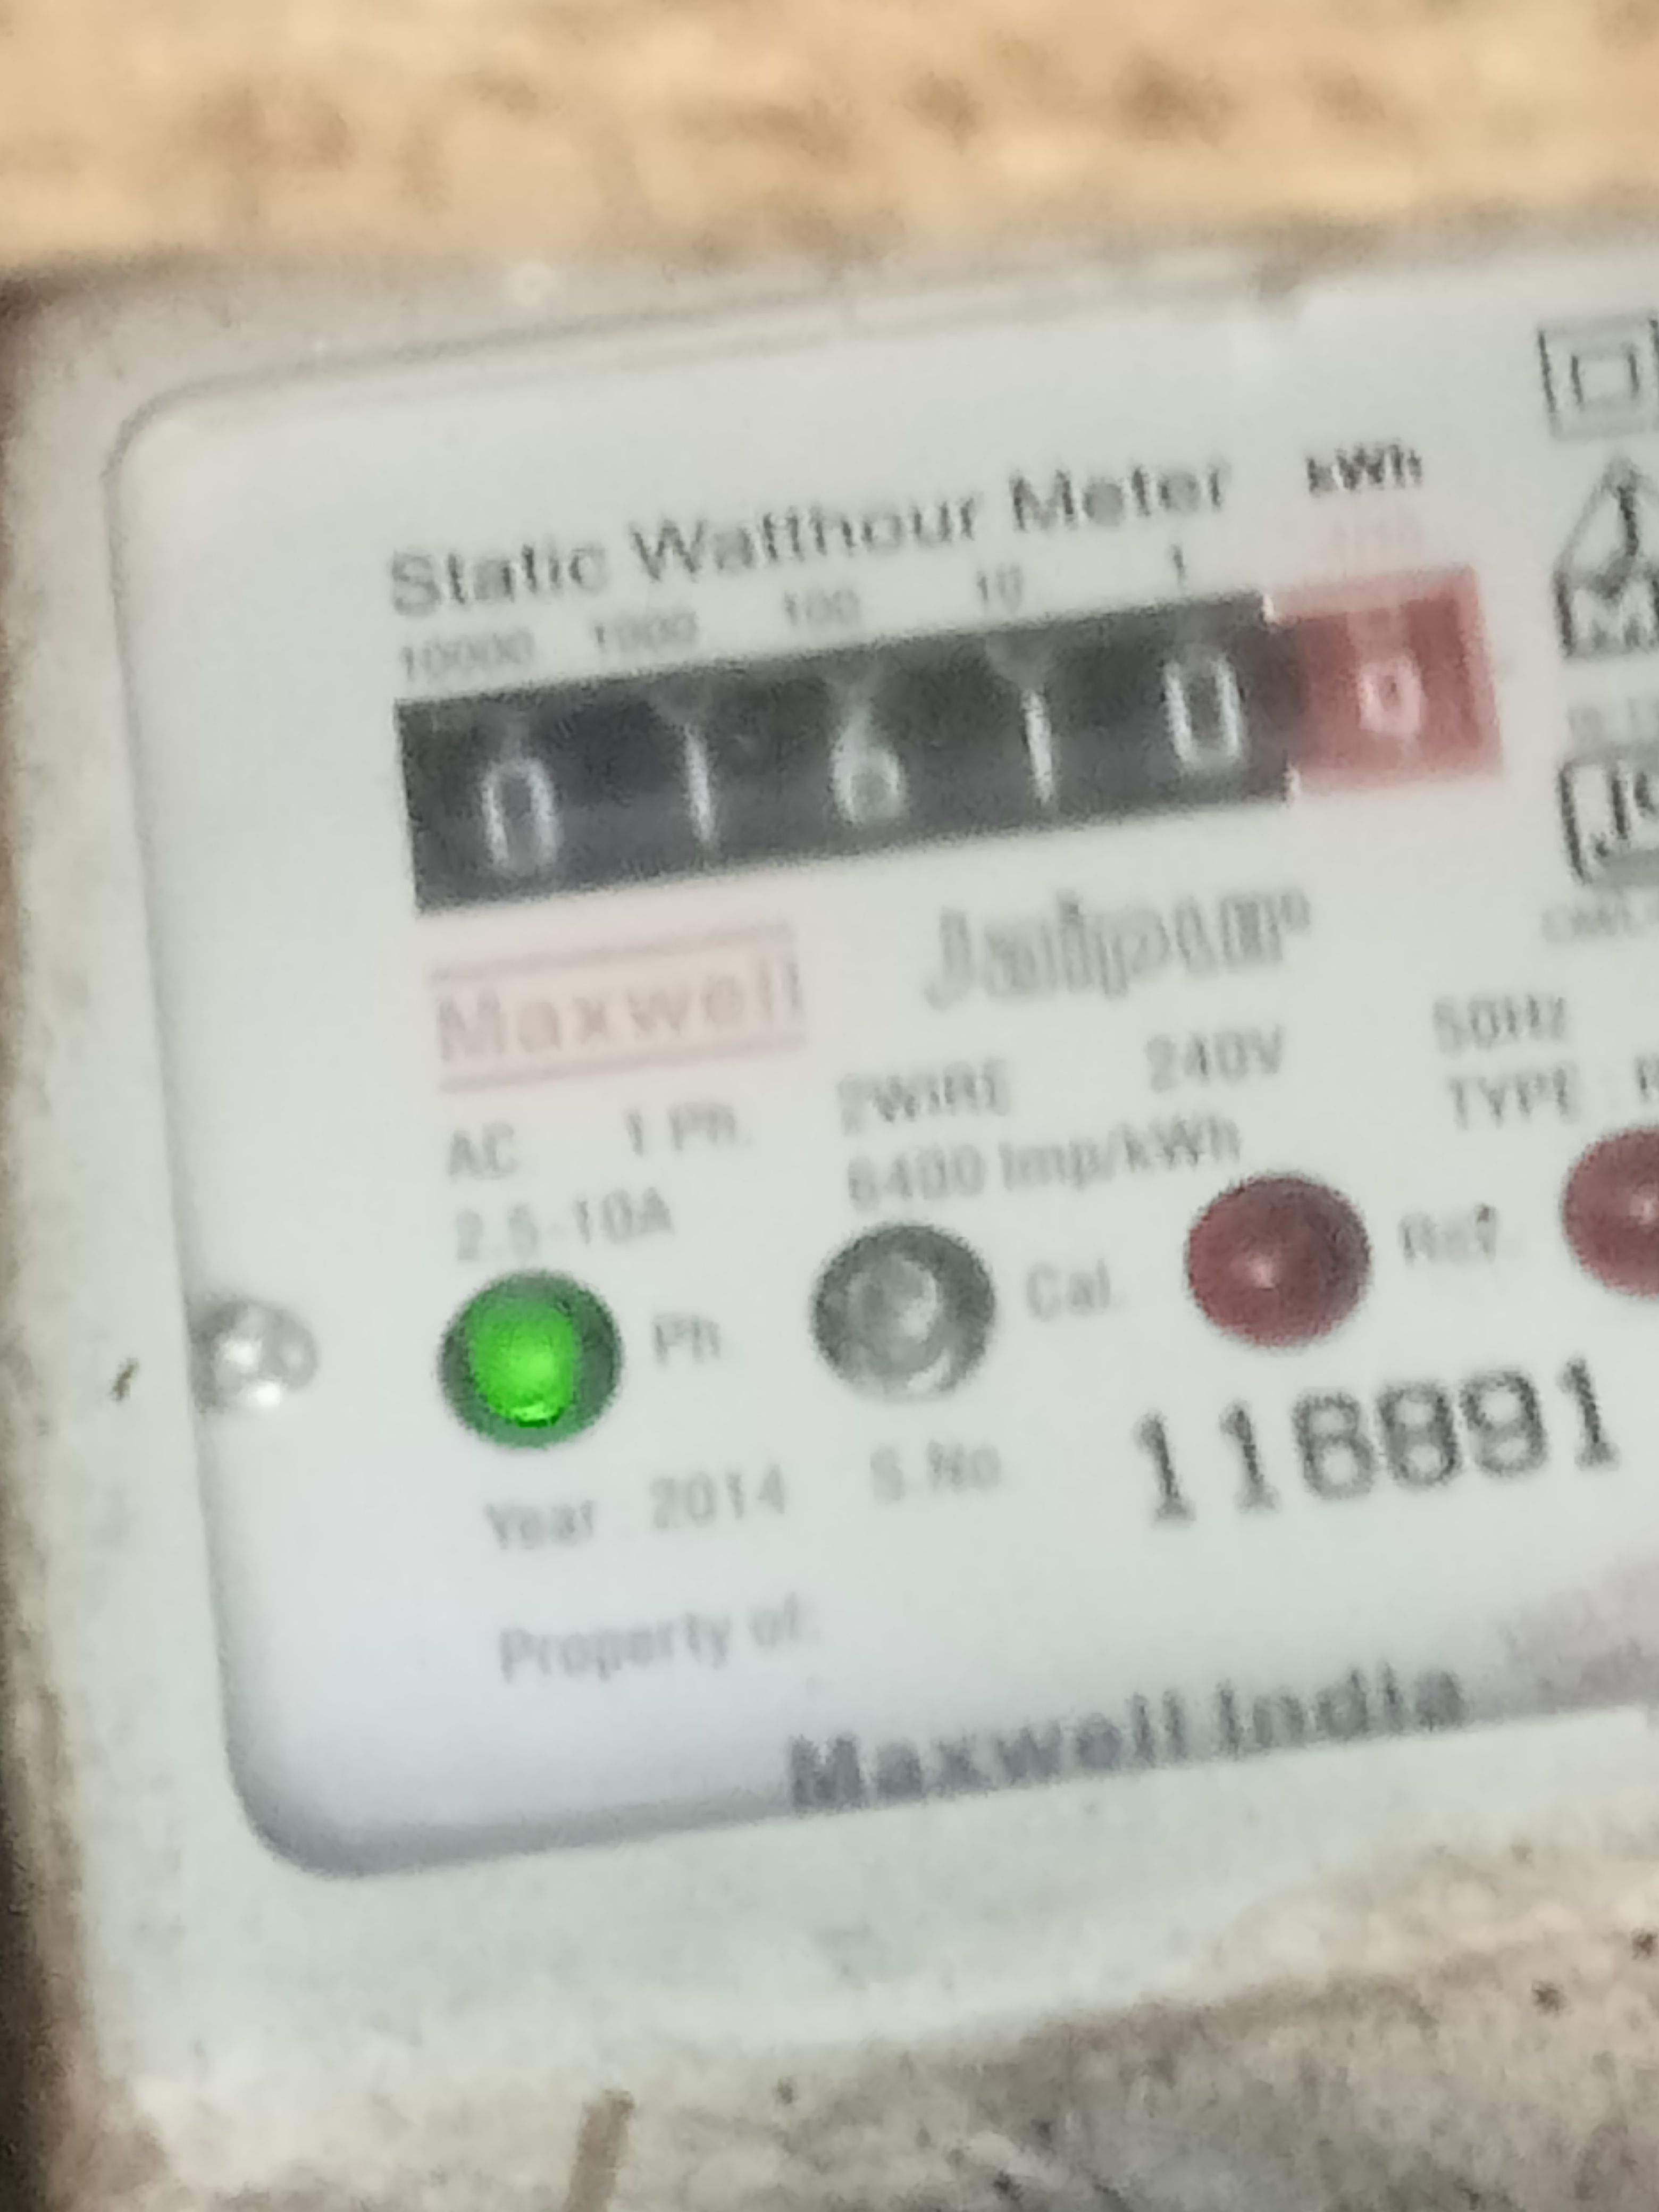 Static Watthour Meter kWh
10000 1000 100 10 1
0 1 6 1 0 0
Maxwell
AC 1 Ph. 2WIRE 240V 50Hz
2.5-10A 6400 Imp/kWh TYPE :
Ph Cal. Ref.
Year : 2014 S.No 116891
Property of:
Maxwell India